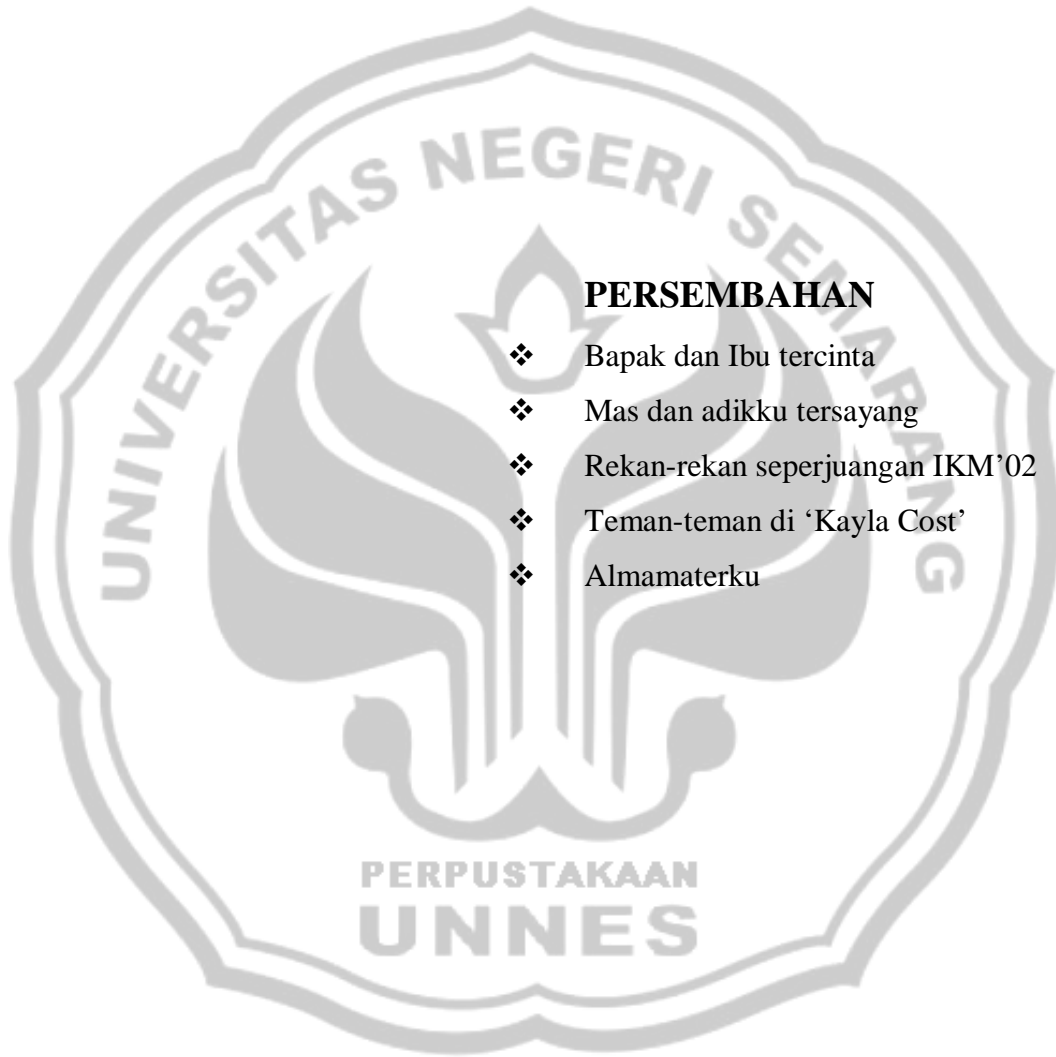 UNIVERSITAS NEGERI SEMARANG
PERSEMBAHAN
❖ Bapak dan Ibu tercinta
❖ Mas dan adikku tersayang
❖ Rekan-rekan seperjuangan IKM’02
❖ Teman-teman di ‘Kayla Cost’
❖ Almamaterku
PERPUSTAKAAN
UNNES